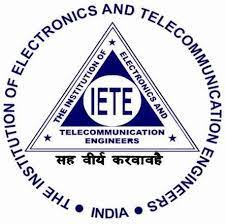 THE INSTITUTION OF ELECTRONICS AND TELECOMMUNICATION ENGINEERS
• INDIA •
THE INSTITUTION OF
ELECTRONICS AND
IETE
TELECOMMUNICATION
ENGINEERS
सह वीर्य करवावहै